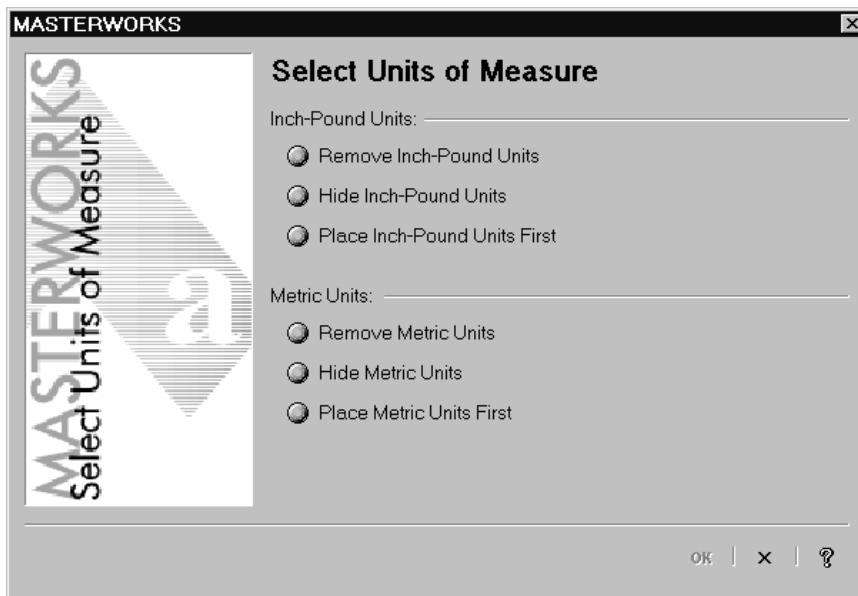 MASTERWORKS
MASTERWORKS
Select Units of Measure
a
Select Units of Measure
Inch-Pound Units:
Remove Inch-Pound Units
Hide Inch-Pound Units
Place Inch-Pound Units First
Metric Units:
Remove Metric Units
Hide Metric Units
Place Metric Units First
OK
?